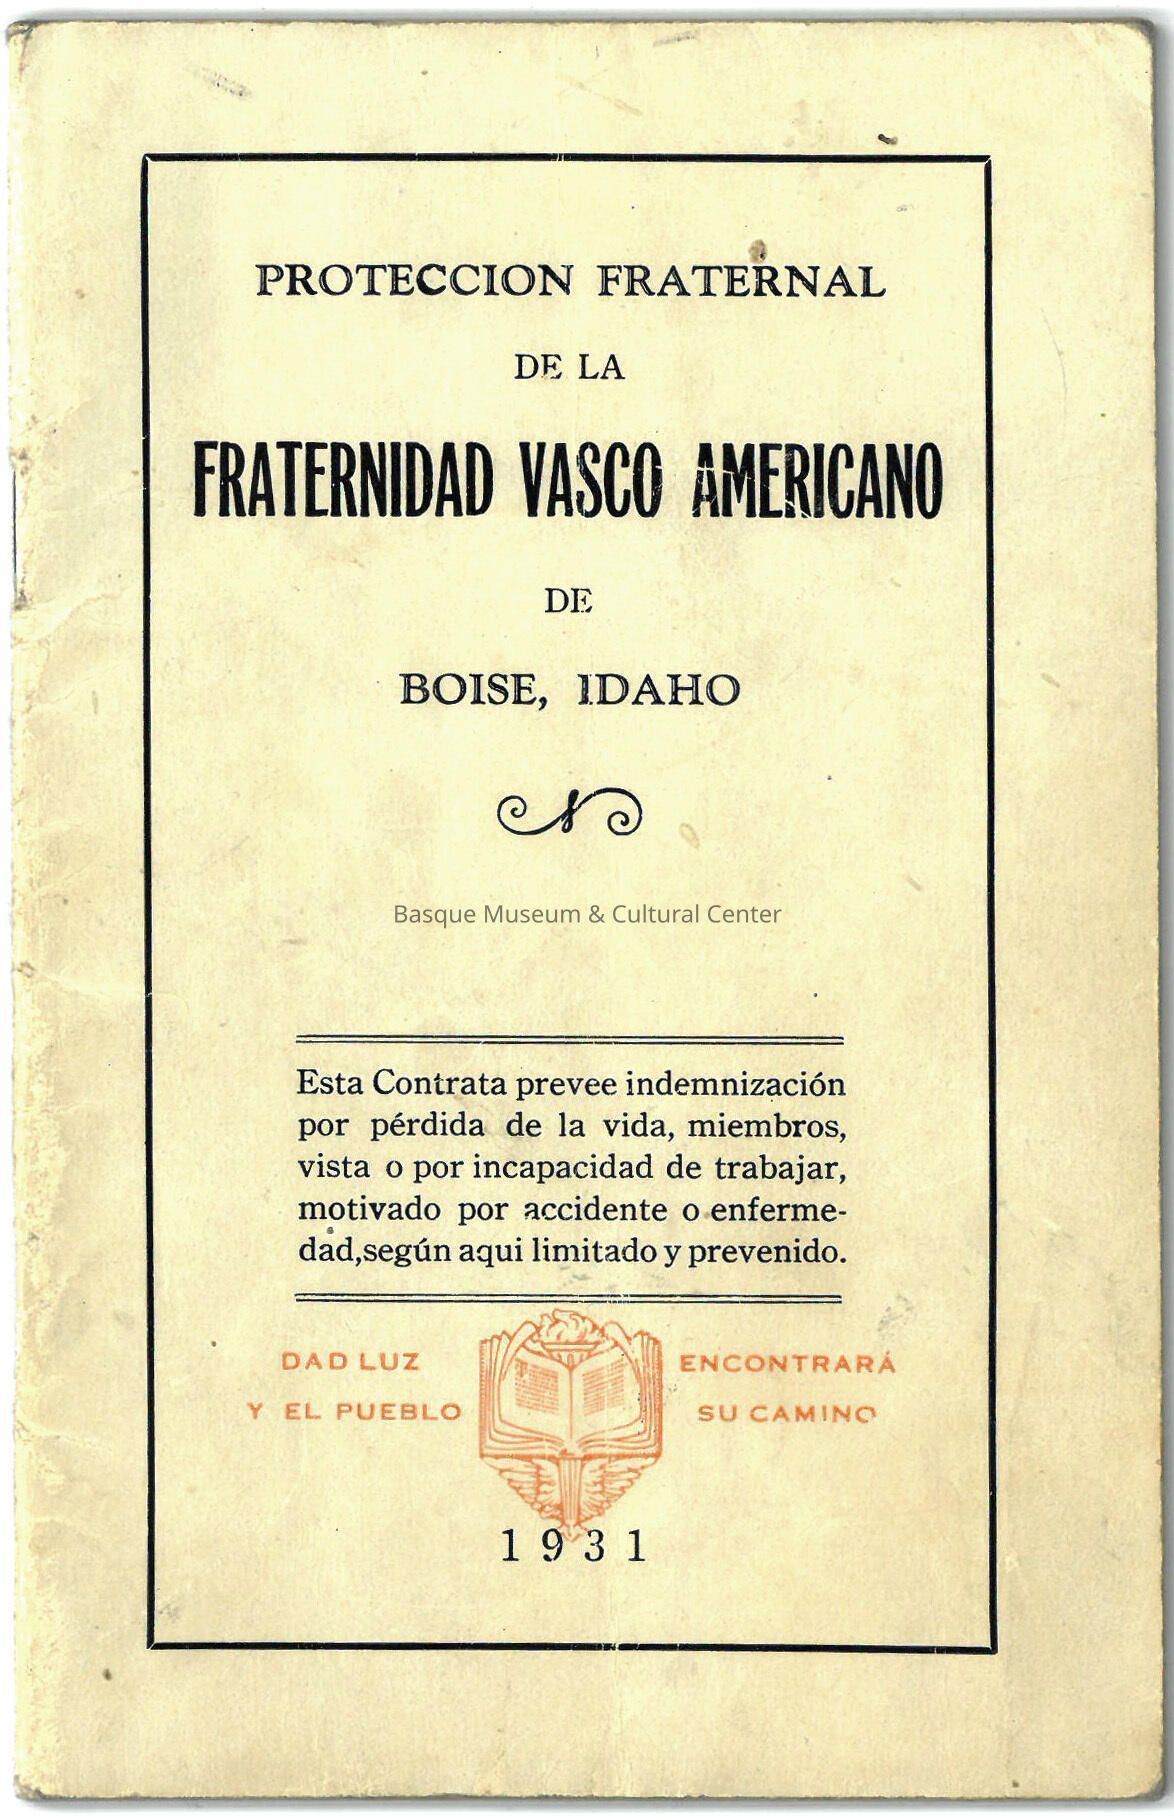 PROTECCION FRATERNAL
DE LA
FRATERNIDAD VASCO AMERICANO
DE
BOISE, IDAHO
Basque Museum & Cultural Center
Esta Contrata prevee indemnización
por pérdida de la vida, miembros,
vista o por incapacidad de trabajar,
motivado por accidente o enferme-
dad,según aqui limitado y prevenido.
DAD LUZ
Y EL PUEBLO
ENCONTRARÁ
SU CAMINO
1931